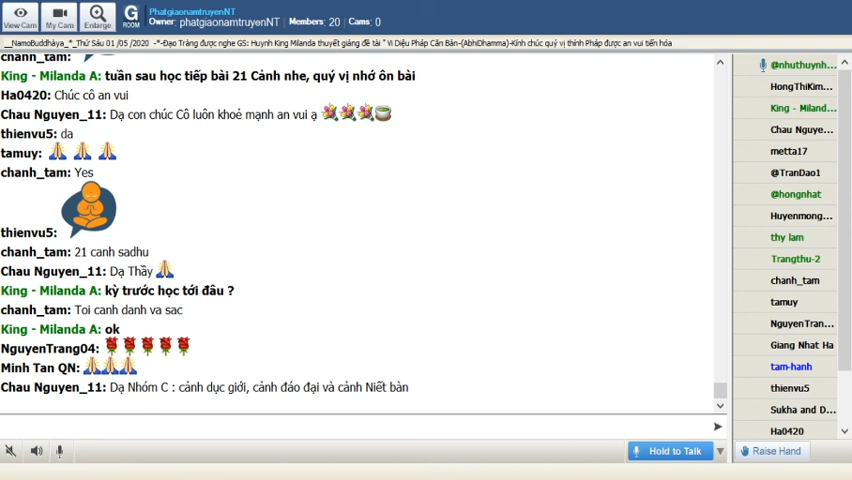 View Cam
My Cam
Enlarge
G
ROOM
PhatgiaonamtruyenNT
Owner: phatgiaonamtruyenNT Members: 20 Cams: 0
__NamoBuddhàya_*_Thứ Sáu 01 /05 /2020 -*-Đạo Tràng được nghe GS: Huynh King Milanda thuyết giảng đề tài " Vi Diệu Pháp Căn Bản-(AbhiDhamma)-Kính chúc quý vị thính Pháp được an vui tiến hóa
chanh_tam:
King - Milanda A: tuần sau học tiếp bài 21 Cảnh nhe, quý vị nhớ ôn bài
Ha0420: Chúc cô an vui
Chau Nguyen_11: Dạ con chúc Cô luôn khoẻ mạnh an vui ạ
thienvu5: da
tamuy:
chanh_tam: Yes
thienvu5:
chanh_tam: 21 canh sadhu
Chau Nguyen_11: Dạ Thầy
King - Milanda A: kỳ trước học tới đâu ?
chanh_tam: Toi canh danh va sac
King - Milanda A: ok
NguyenTrang04:
Minh Tan QN:
Chau Nguyen_11: Dạ Nhóm C : cảnh dục giới, cảnh đáo đại và cảnh Niết bàn
@nhuthuynh...
HongThiKim...
King - Miland...
Chau Nguye...
metta17
@TranDao1
@hongnhat
Huyenmong...
thy lam
Trangthu-2
chanh_tam
tamuy
NguyenTran...
Giang Nhat Ha
tam-hanh
thienvu5
Sukha and D...
Ha0420
Hold to Talk
Raise Hand